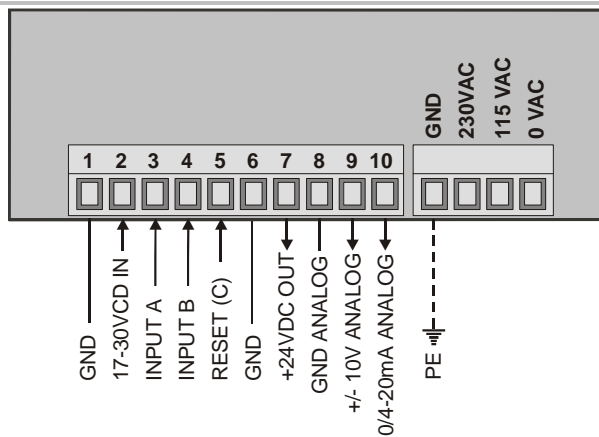 GND
230VAC
115 VAC
0 VAC
1 2 3 4 5 6 7 8 9 10
GND
17-30VCD IN
INPUT A
INPUT B
RESET (C)
GND
+24VDC OUT
GND ANALOG
+/- 10V ANALOG
0/4-20mA ANALOG
PE